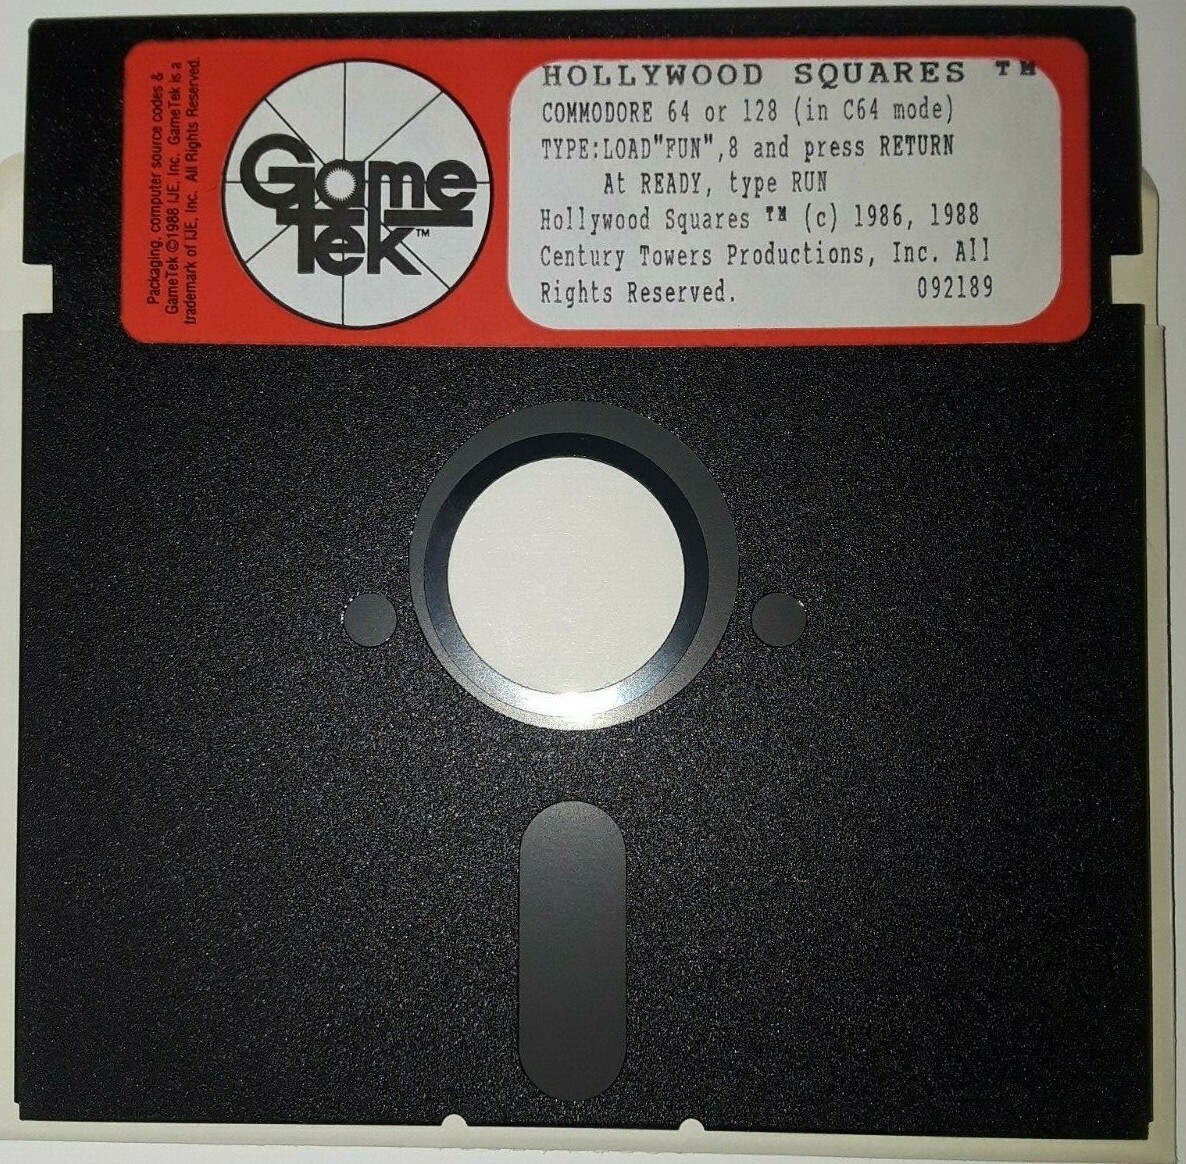 Packaging, computer source codes &
GameTek ©1988 IJE, Inc. GameTek is a
trademark of IJE, Inc. All Rights Reserved.
Game
Tek™
HOLLYWOOD SQUARES ™
COMMODORE 64 or 128 (in C64 mode)
TYPE:LOAD"FUN",8 and press RETURN
At READY, type RUN
Hollywood Squares ™ (c) 1986, 1988
Century Towers Productions, Inc. All
Rights Reserved. 092189